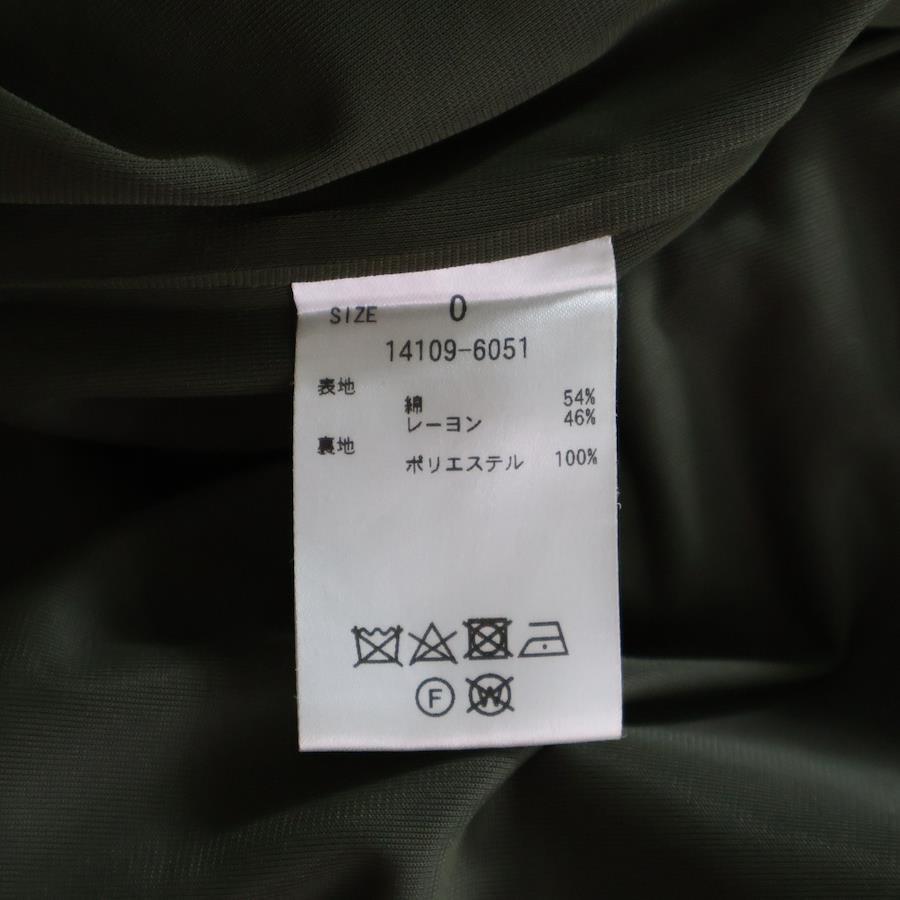 SIZE 0
14109-6051
表地
綿 54%
レーヨン 46%
裏地
ポリエステル 100%
F W